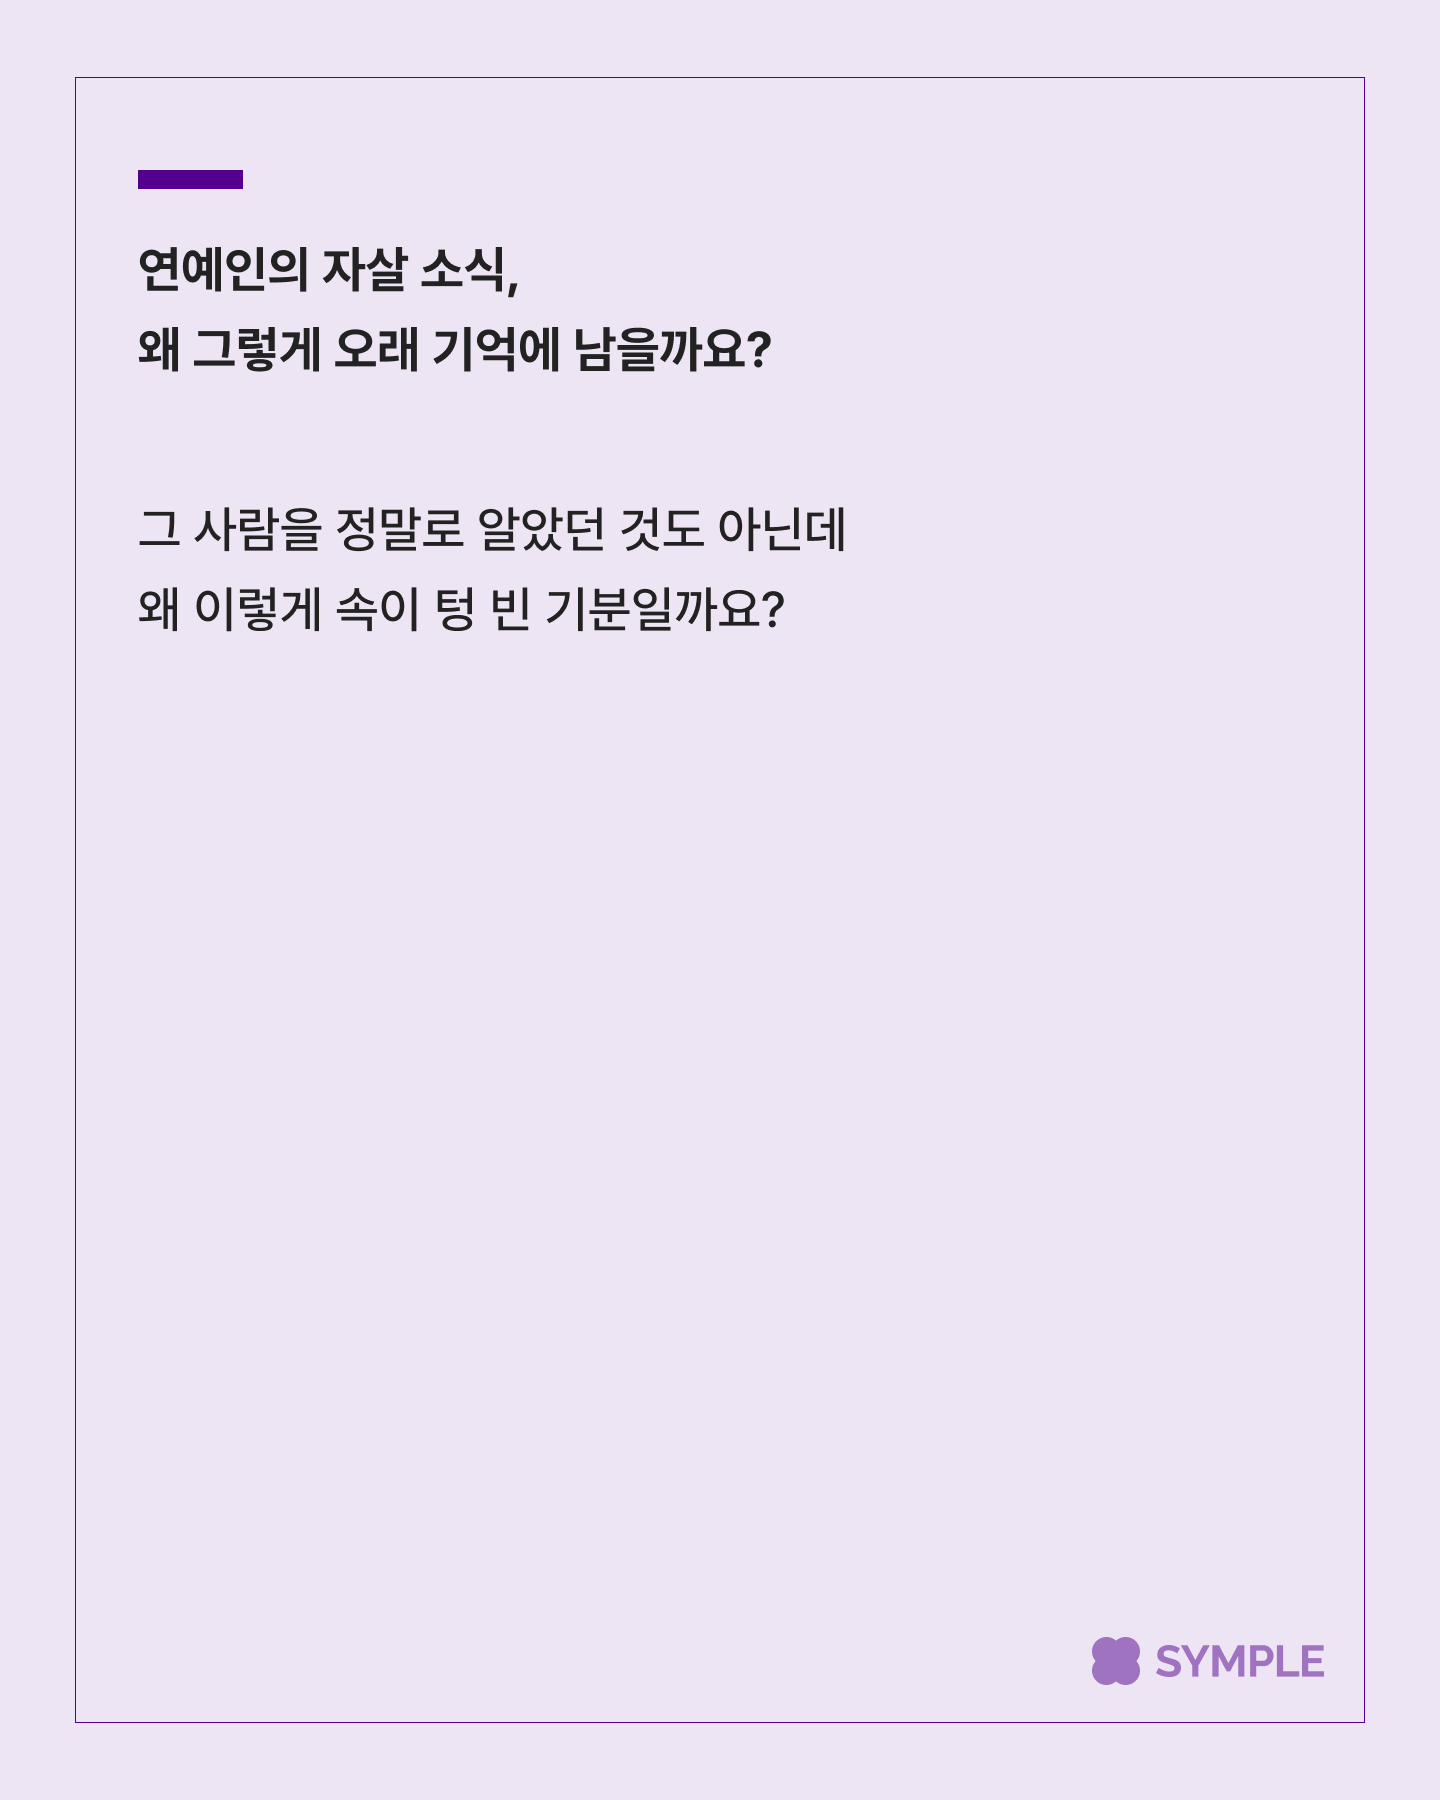 연예인의 자살 소식,
왜 그렇게 오래 기억에 남을까요?
그 사람을 정말로 알았던 것도 아닌데
왜 이렇게 속이 텅 빈 기분일까요?
SYMPLE